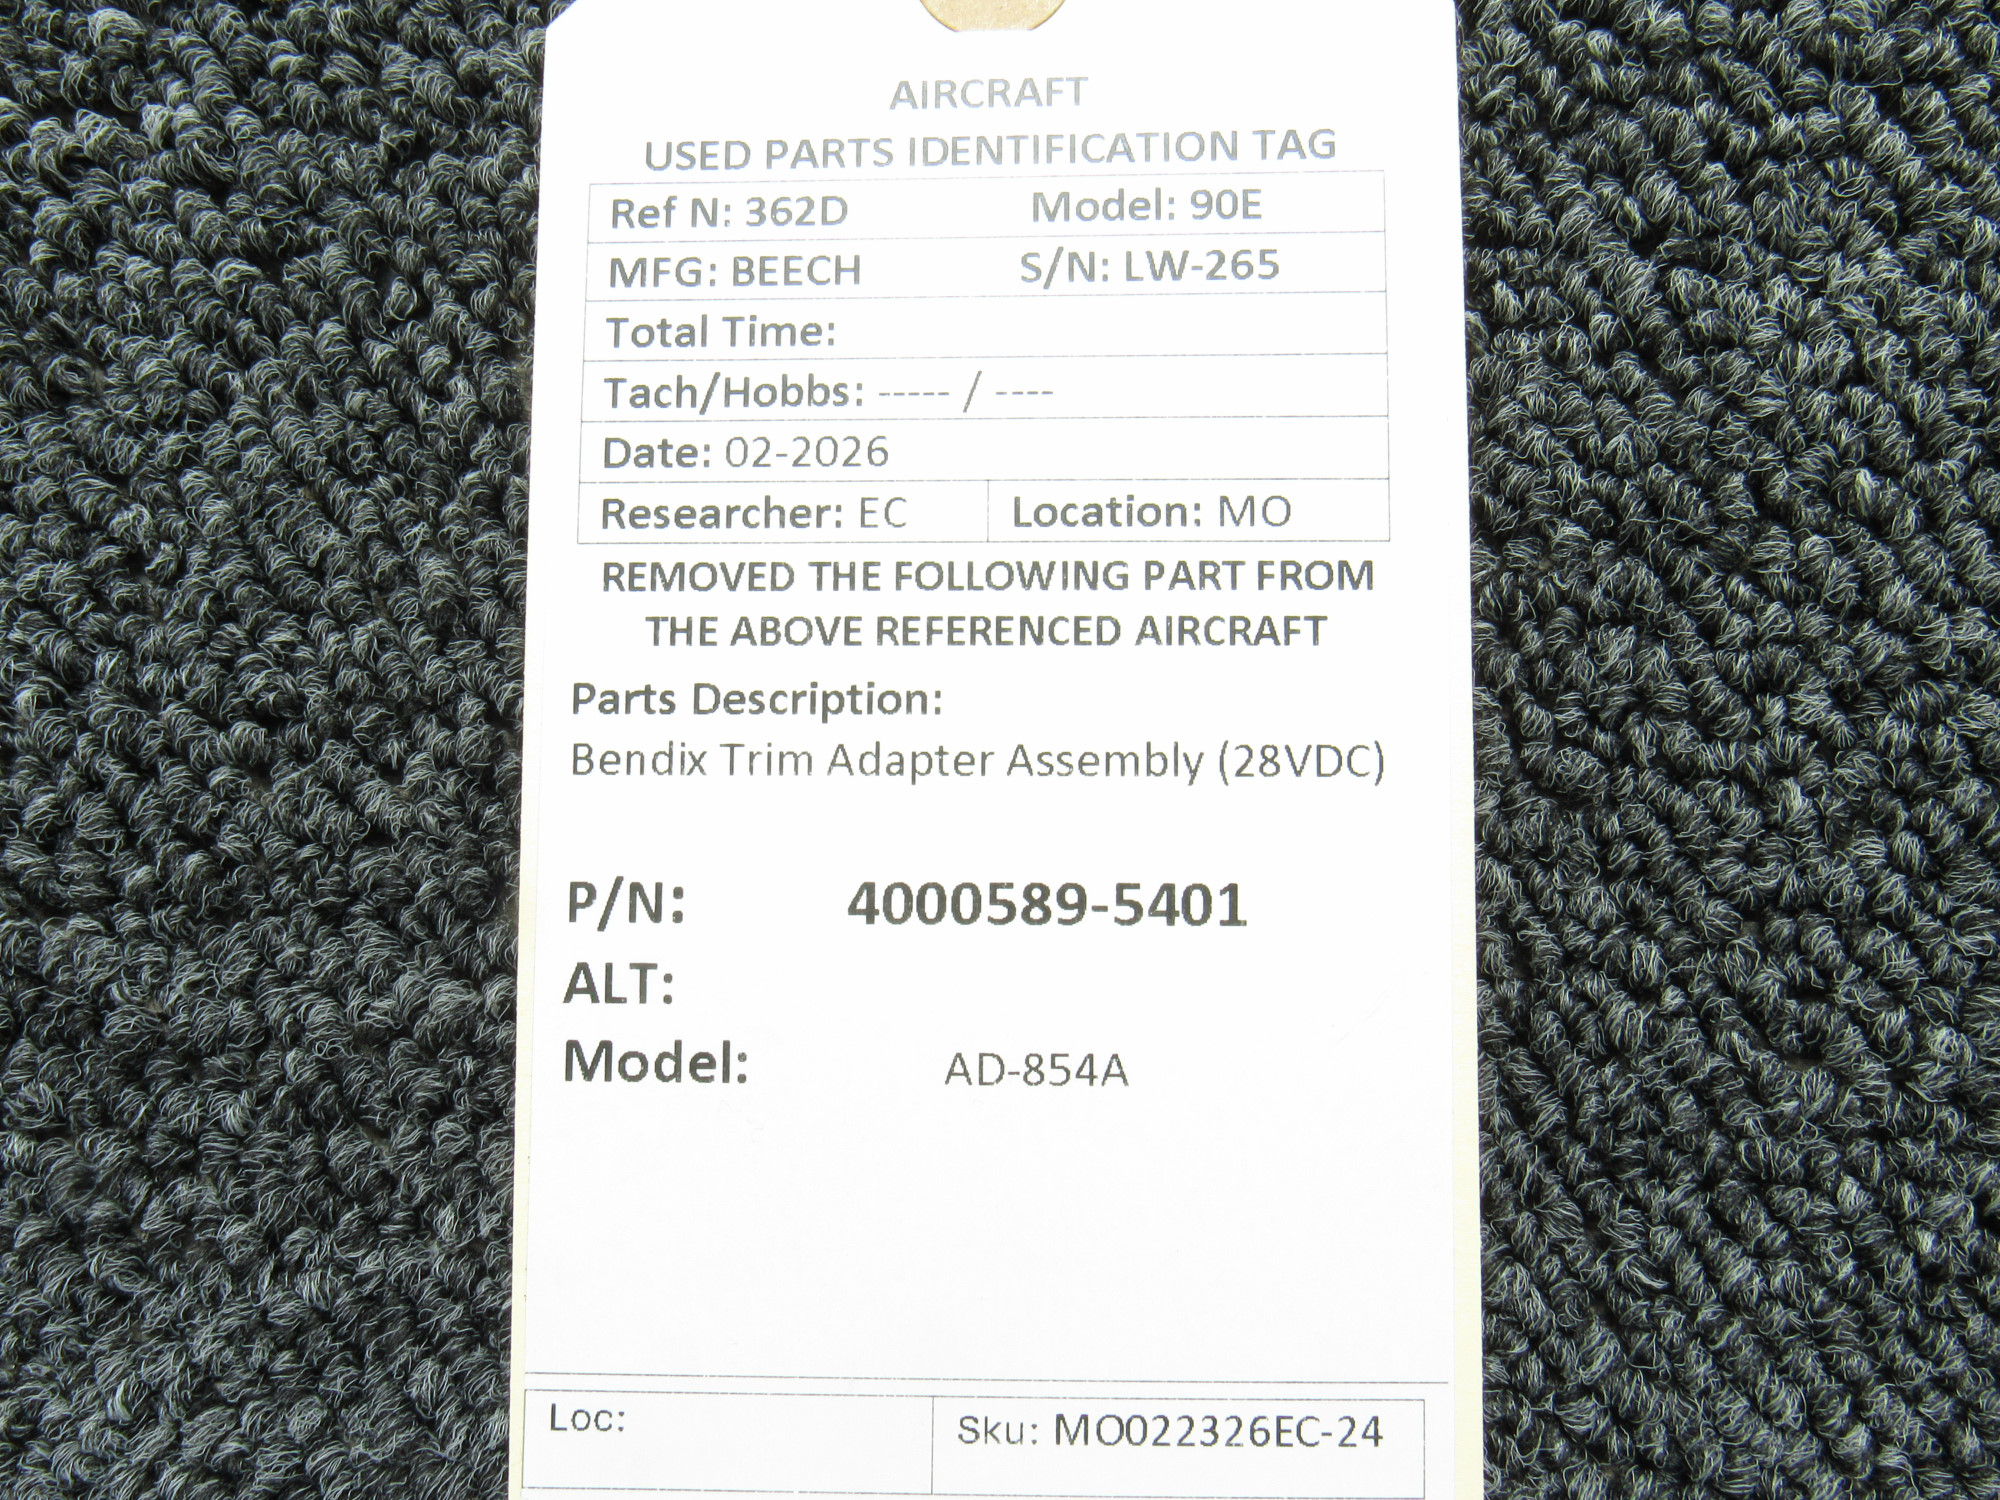 AIRCRAFT
USED PARTS IDENTIFICATION TAG
Ref N: 362D Model: 90E
MFG: BEECH S/N: LW-265
Total Time:
Tach/Hobbs: ----- / ----
Date: 02-2026
Researcher: EC Location: MO
REMOVED THE FOLLOWING PART FROM
THE ABOVE REFERENCED AIRCRAFT
Parts Description:
Bendix Trim Adapter Assembly (28VDC)
P/N: 4000589-5401
ALT:
Model: AD-854A
Loc: Sku: MO022326EC-24